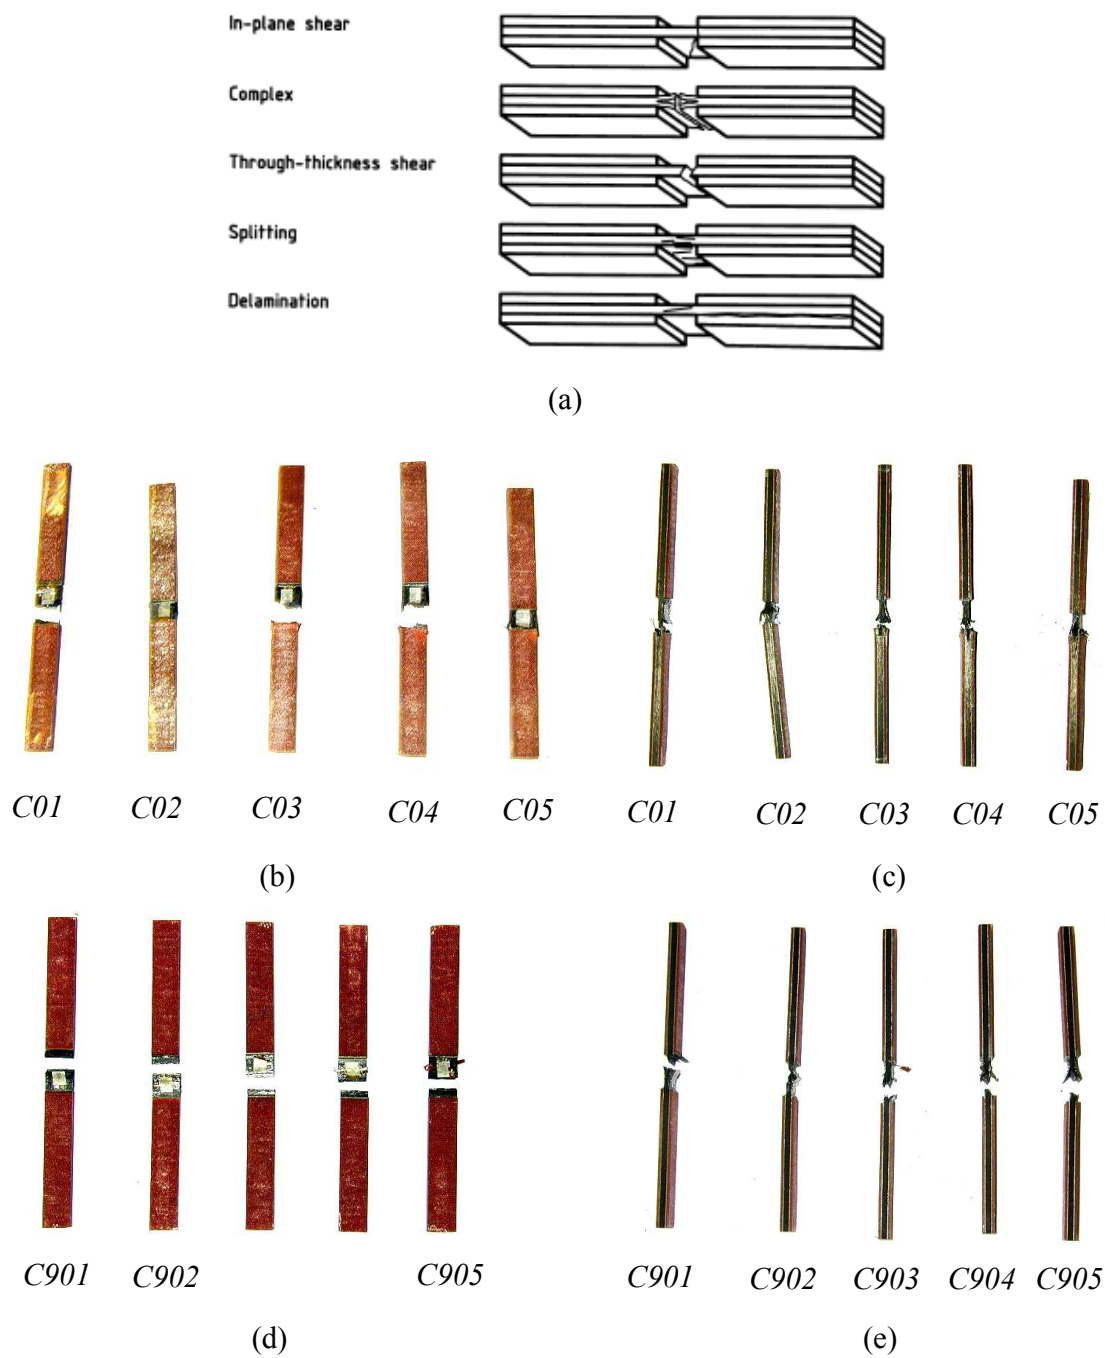 In-plane shear
Complex
Through-thickness shear
Splitting
Delamination
(a)
C01 C02 C03 C04 C05 C01 C02 C03 C04 C05
(b) (c)
C901 C902 C905 C901 C902 C903 C904 C905
(d) (e)